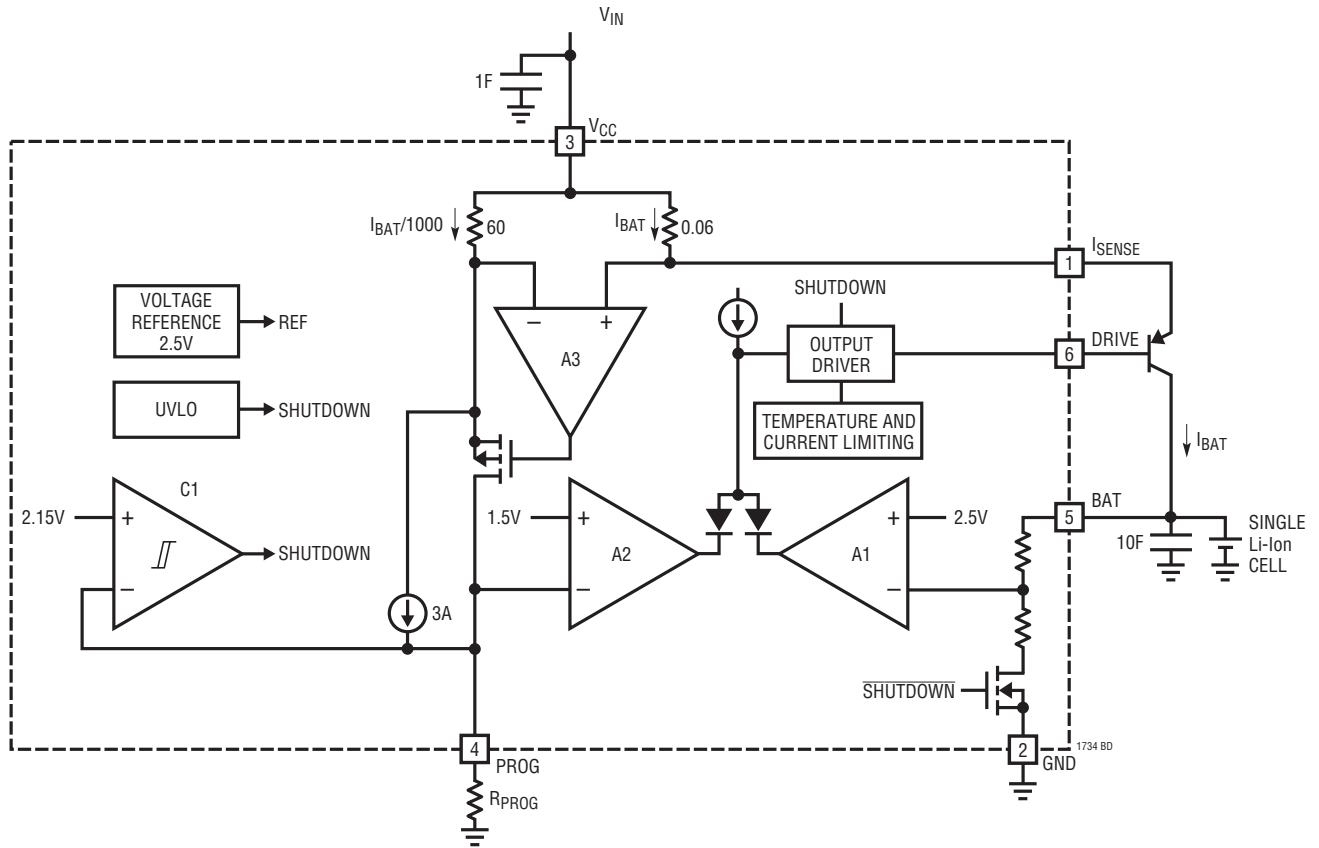 VIN
1F
VCC
3
IBAT/1000
60
IBAT
0.06
ISENSE
1
VOLTAGE
REFERENCE
2.5V
REF
SHUTDOWN
– +
A3
OUTPUT
DRIVER
DRIVE
6
UVLO
SHUTDOWN
TEMPERATURE AND
CURRENT LIMITING
IBAT
C1
2.15V
+
–
SHUTDOWN
1.5V
+
–
A2
A1
+
–
2.5V
BAT
5
10F
SINGLE
Li-Ion
CELL
3A
SHUTDOWN
4
PROG
RPROG
2
GND
1734 BD